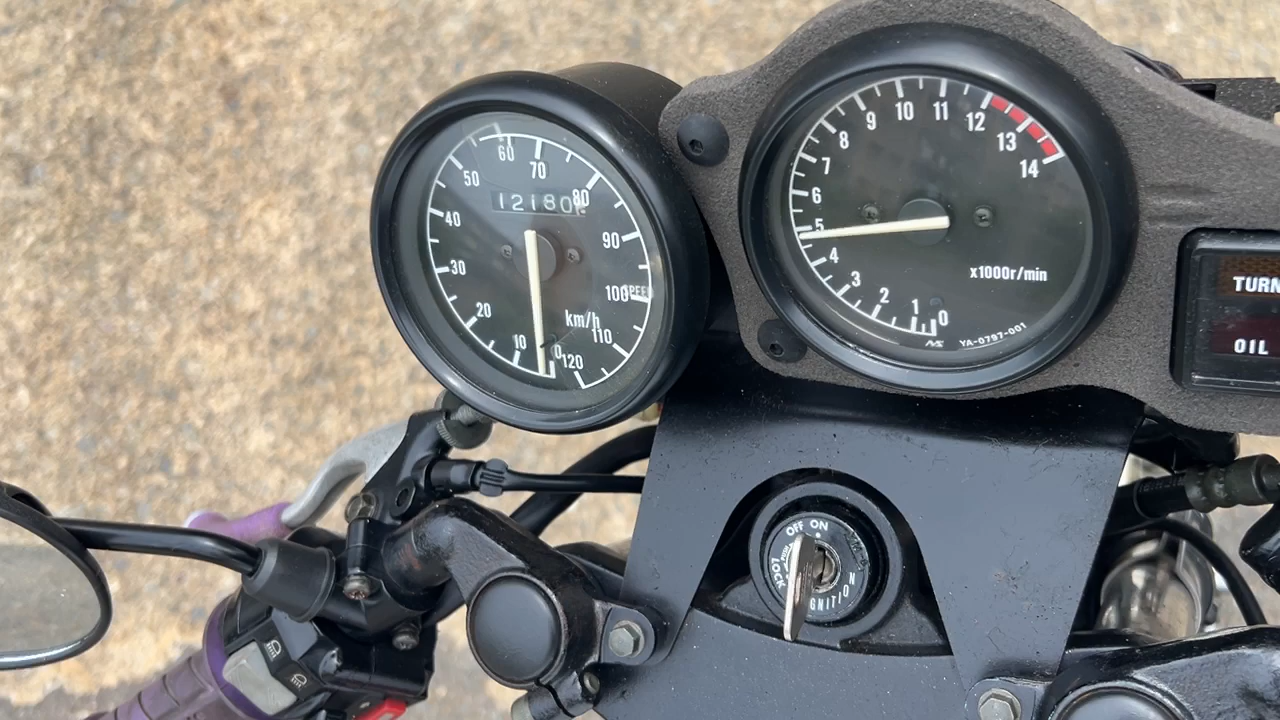 60
70
50
80
12180
40
90
30
100
SPEED
20
km/h
110
10
0
120
10
11
9
12
8
13
7
14
6
5
4
x1000r/min
3
2
1
0
YA-0797-001
TURN
OIL
OFF ON
PUSH
LOCK
IGNITION